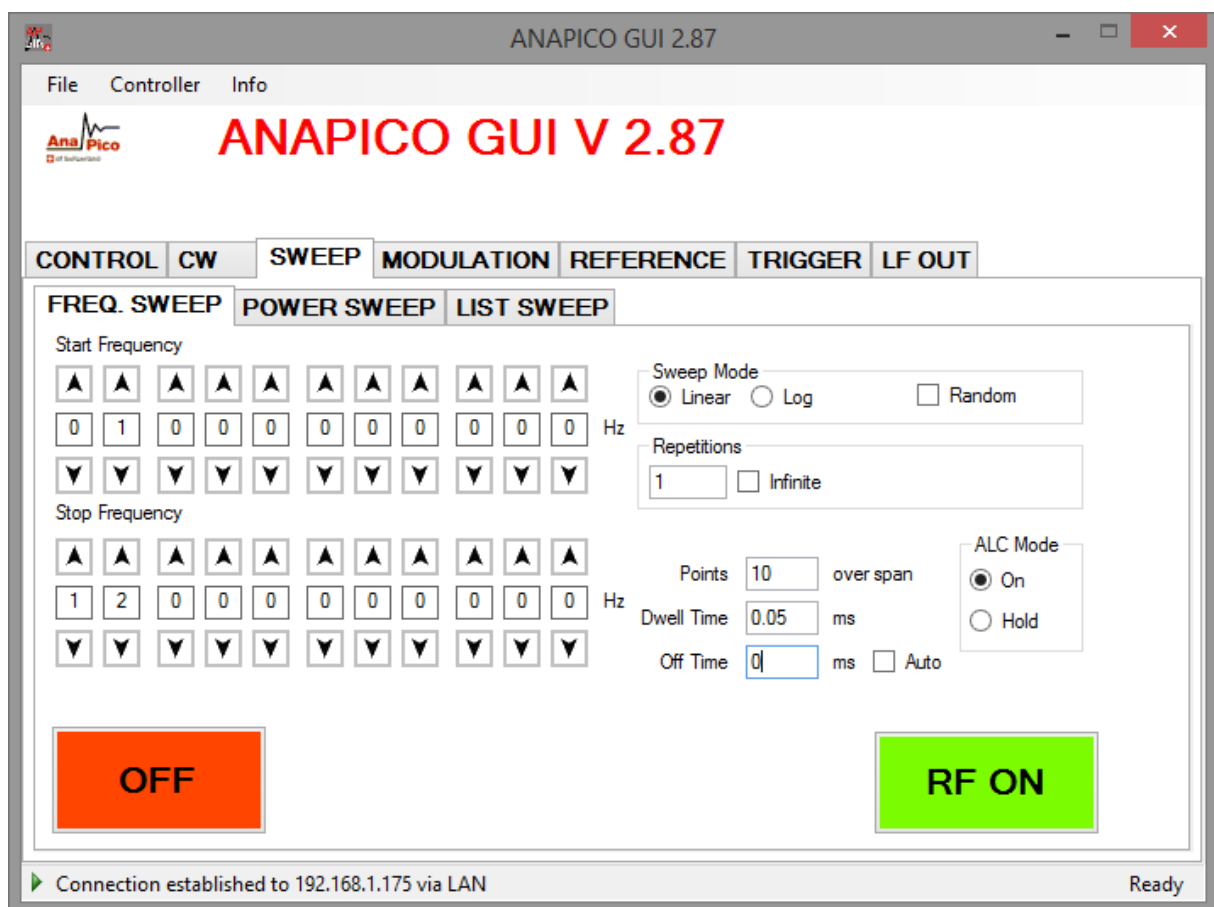 ANAPICO GUI 2.87
File Controller Info
Ana Pico
of Switzerland
ANAPICO GUI V 2.87
CONTROL CW SWEEP MODULATION REFERENCE TRIGGER LF OUT
FREQ. SWEEP POWER SWEEP LIST SWEEP
Start Frequency
0 1 0 0 0 0 0 0 0 0 0 Hz
Stop Frequency
1 2 0 0 0 0 0 0 0 0 0 Hz
Sweep Mode
Linear Log Random
Repetitions
1 Infinite
Points 10 over span
Dwell Time 0.05 ms
Off Time 0 ms Auto
ALC Mode
On
Hold
OFF
RF ON
Connection established to 192.168.1.175 via LAN
Ready